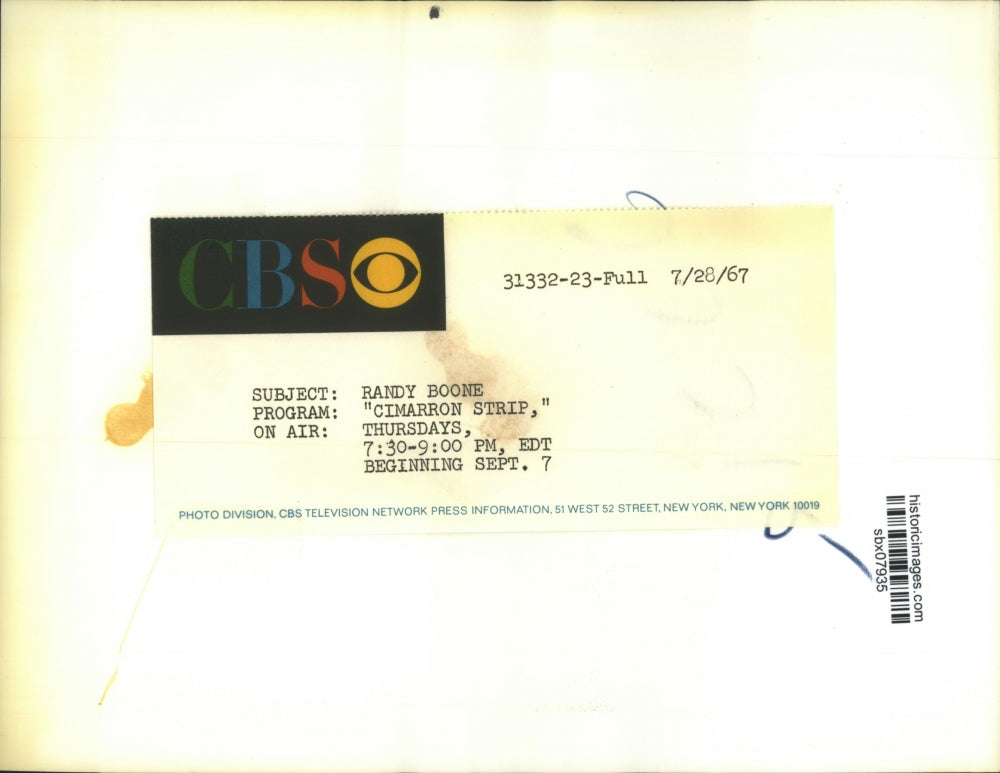 CBS
31332-23-Full 7/28/67
SUBJECT: RANDY BOONE
PROGRAM: "CIMARRON STRIP,"
ON AIR: THURSDAYS,
7:30-9:00 PM, EDT
BEGINNING SEPT. 7
PHOTO DIVISION, CBS TELEVISION NETWORK PRESS INFORMATION, 51 WEST 52 STREET, NEW YORK, NEW YORK 10019
historicimages.com
sbx07935